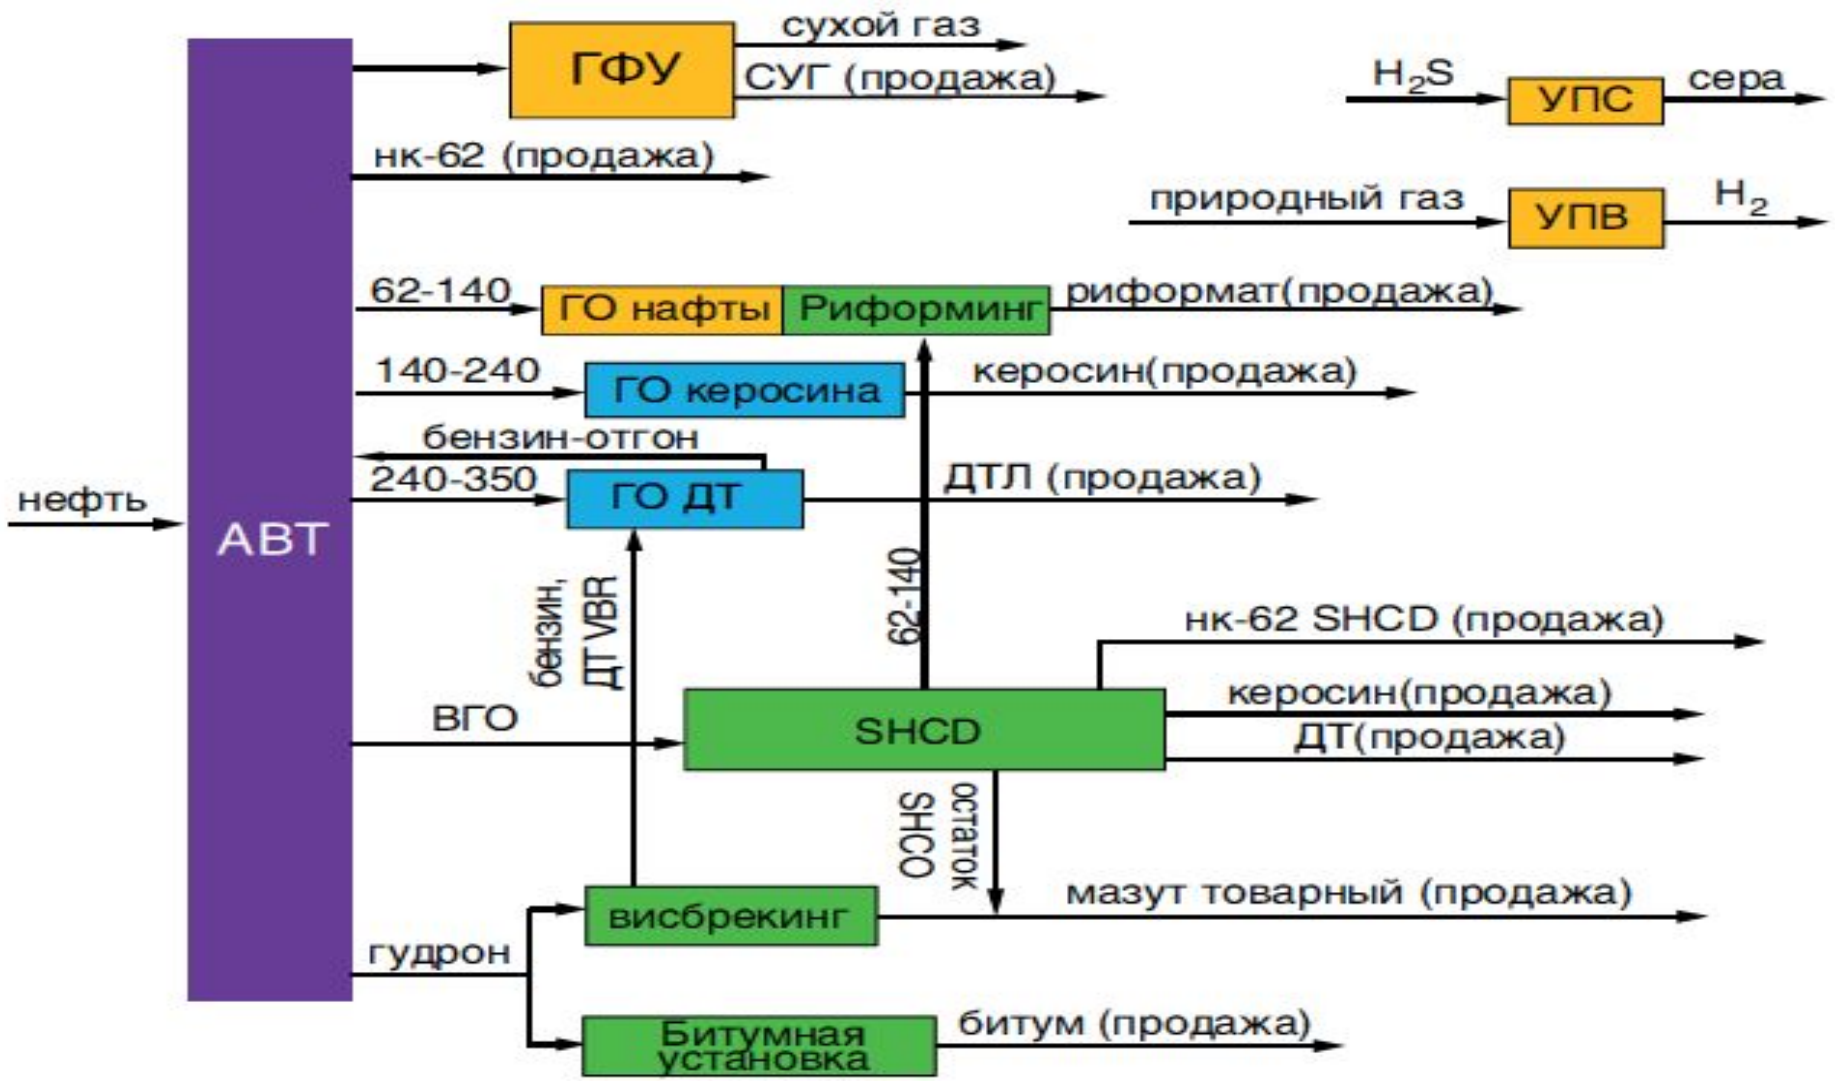 сухой газ
ГФУ
СУГ (продажа)
H2S
УПС
сера
нк-62 (продажа)
природный газ
УПВ
H2
62-140
ГО нафты
Риформинг
риформат(продажа)
140-240
ГО керосина
керосин(продажа)
бензин-отгон
240-350
ГО ДТ
ДТЛ (продажа)
нефть
АВТ
бензин,
ДТ VBR
62-140
нк-62 SHCD (продажа)
ВГО
SHCD
керосин(продажа)
ДТ(продажа)
остаток
SHCO
висбрекинг
мазут товарный (продажа)
гудрон
Битумная
установка
битум (продажа)